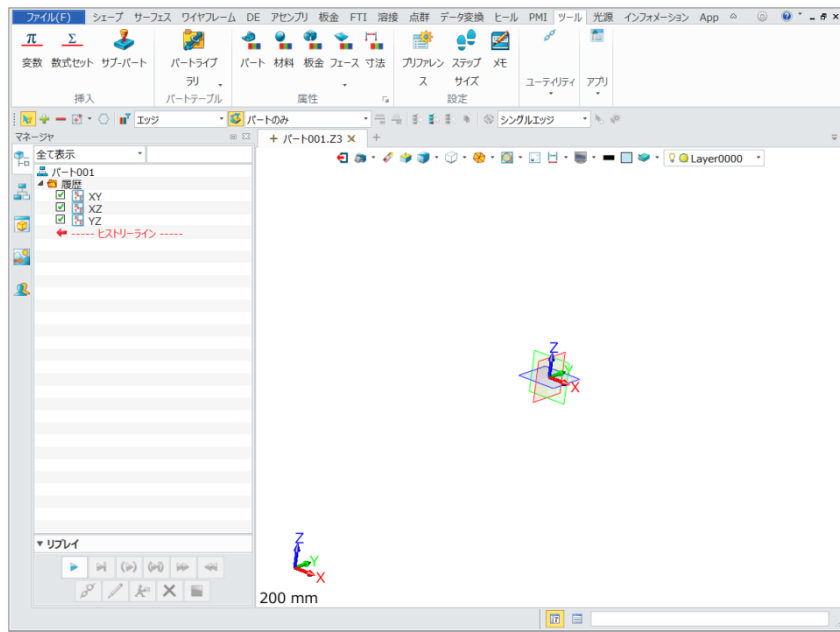 ファイル(F) シェープ サーフェス ワイヤフレーム DE アセンブリ 板金 FTI 溶接 点群 データ変換 ヒール PMI ツール 光源 インフォメーション App
π Σ
変数 数式セット サブ-パート パートライブラリ パート 材料 板金 フェース 寸法 プリファレンス ステップサイズ メモ ユーティリティ アプリ
挿入 パートテーブル 属性 設定
エッジ パートのみ シングルエッジ
マネージャ
+ パート001.Z3 × +
全て表示
Layer0000
パート001
履歴
XY
XZ
YZ
----- ヒストリーライン -----
Z
Y
X
リプレイ
Z
Y
X
200 mm